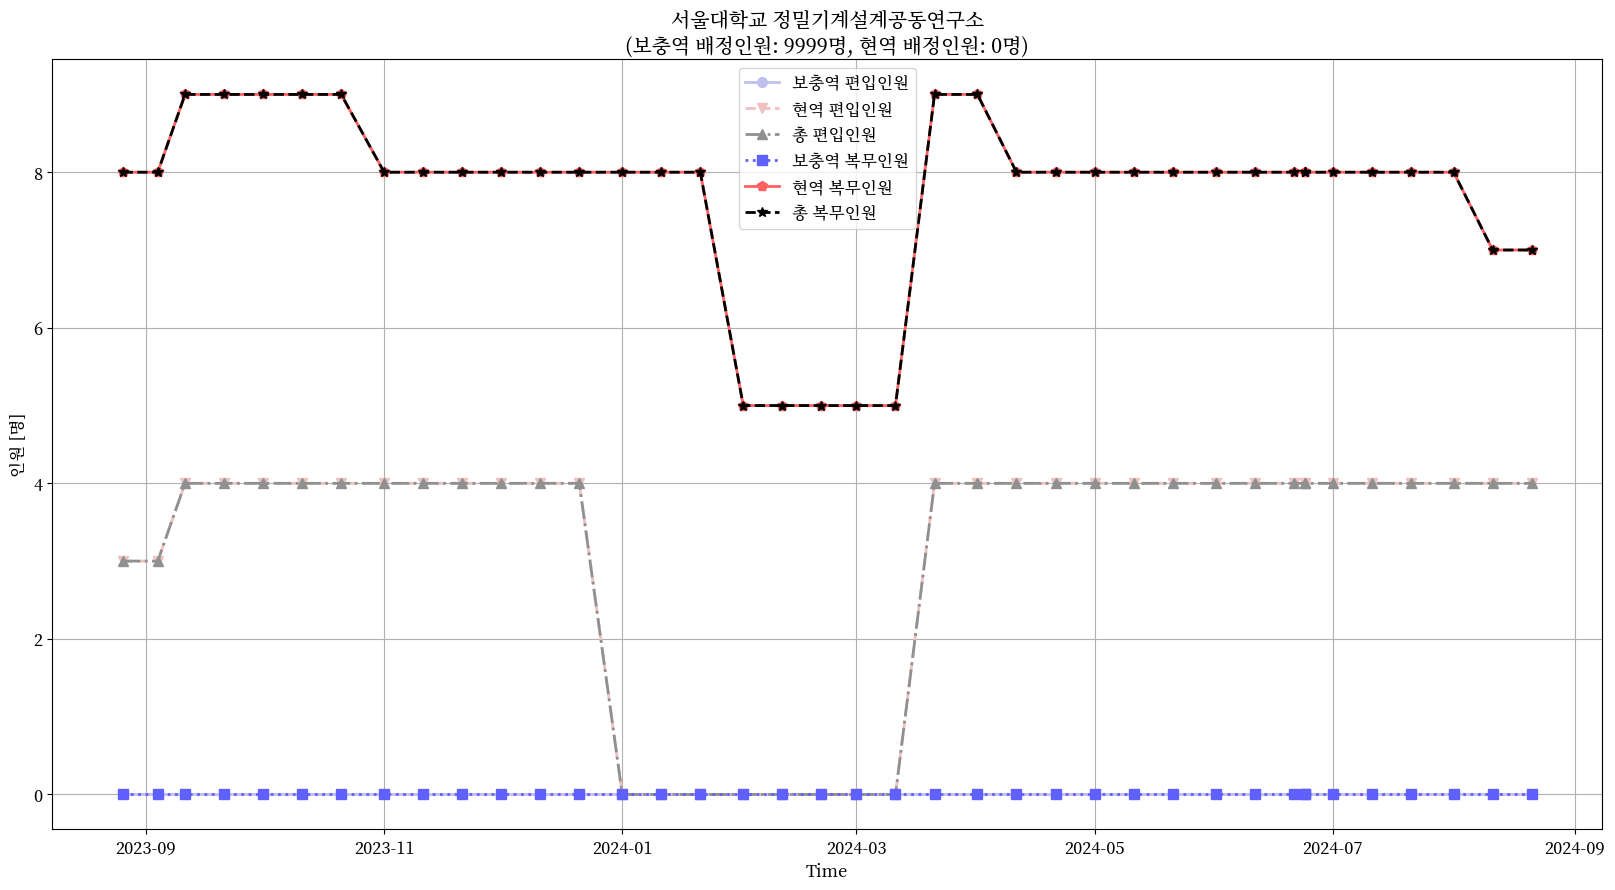 서울대학교 정밀기계설계공동연구소
(보충역 배정인원: 9999명, 현역 배정인원: 0명)
보충역 편입인원
현역 편입인원
총 편입인원
보충역 복무인원
현역 복무인원
총 복무인원
8
6
4
2
0
인원 [명]
2023-09
2023-11
2024-01
2024-03
2024-05
2024-07
2024-09
Time